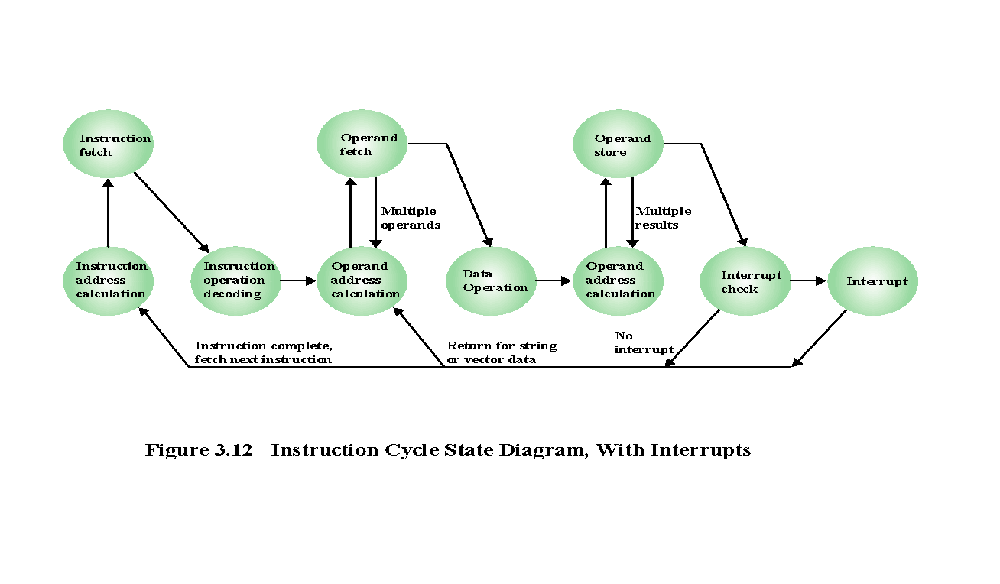 Instruction
fetch
Operand
fetch
Operand
store
Multiple
operands
Multiple
results
Instruction
address
calculation
Instruction
operation
decoding
Operand
address
calculation
Data
Operation
Operand
address
calculation
Interrupt
check
Interrupt
Instruction complete,
fetch next instruction
Return for string
or vector data
No
interrupt
Figure 3.12 Instruction Cycle State Diagram, With Interrupts